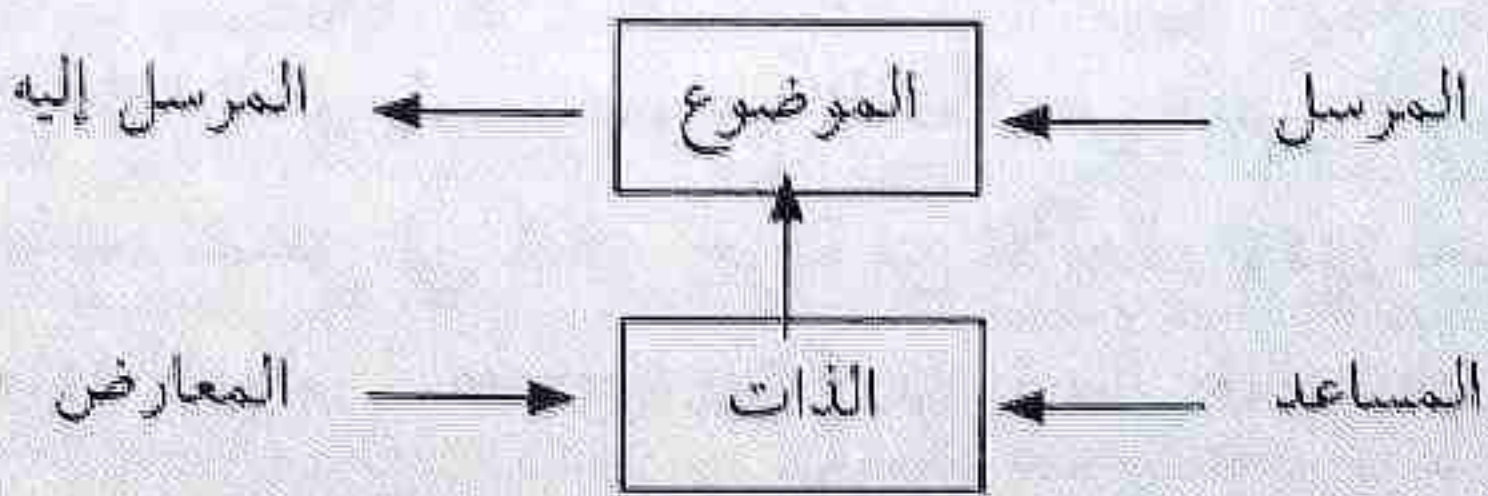 المرسل الموضوع المرسل إليه
المساعد الذات المعارض